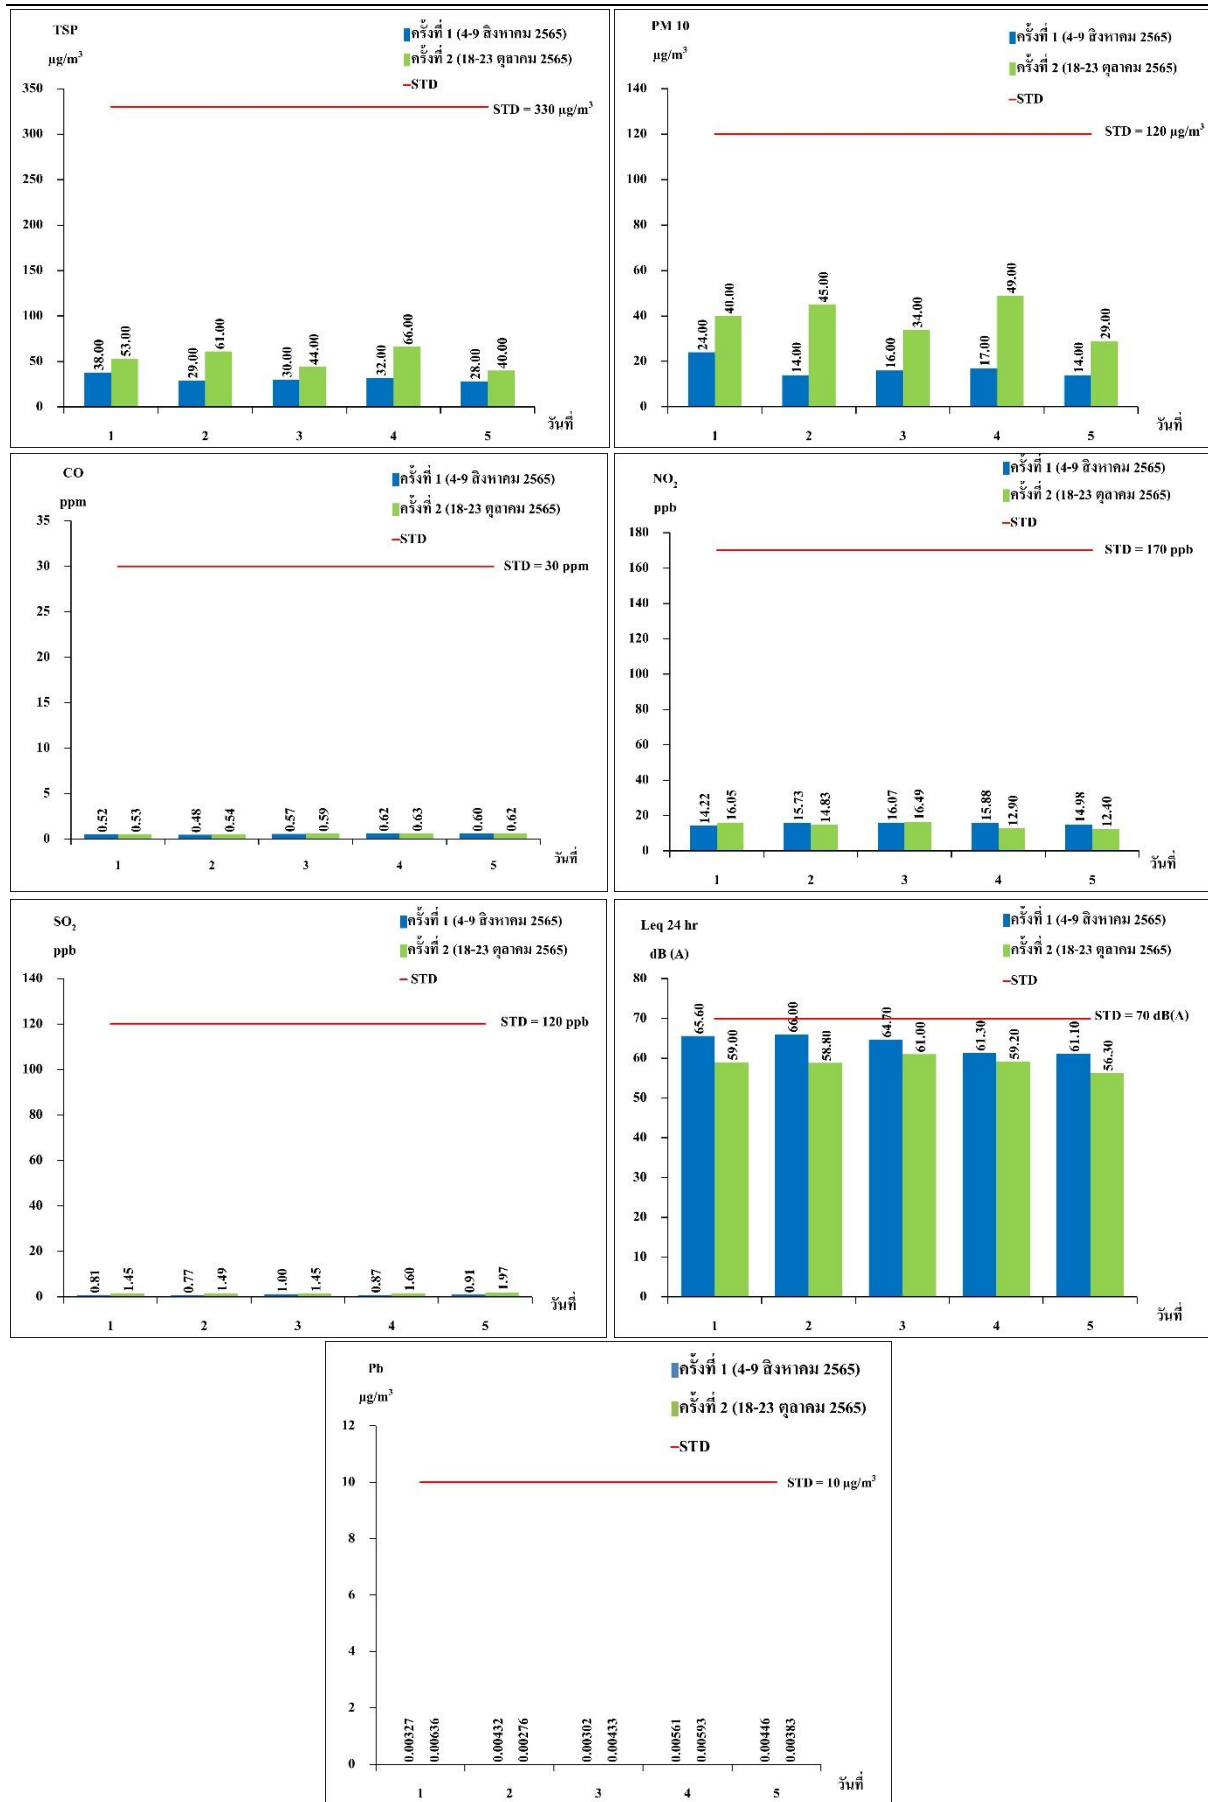 TSP
µg/m³
ครั้งที่ 1 (4-9 สิงหาคม 2565)
ครั้งที่ 2 (18-23 ตุลาคม 2565)
STD
STD = 330 µg/m³
350
300
250
200
150
100
50
0
38.00 53.00 29.00 61.00 30.00 44.00 32.00 66.00 28.00 40.00
1 2 3 4 5
วันที่
PM 10
µg/m³
ครั้งที่ 1 (4-9 สิงหาคม 2565)
ครั้งที่ 2 (18-23 ตุลาคม 2565)
STD
STD = 120 µg/m³
140
120
100
80
60
40
20
0
24.00 40.00 14.00 45.00 16.00 34.00 17.00 49.00 14.00 29.00
1 2 3 4 5
วันที่
CO
ppm
ครั้งที่ 1 (4-9 สิงหาคม 2565)
ครั้งที่ 2 (18-23 ตุลาคม 2565)
STD
STD = 30 ppm
35
30
25
20
15
10
5
0
0.52 0.53 0.48 0.54 0.57 0.59 0.62 0.63 0.60 0.62
1 2 3 4 5
วันที่
NO₂
ppb
ครั้งที่ 1 (4-9 สิงหาคม 2565)
ครั้งที่ 2 (18-23 ตุลาคม 2565)
STD
STD = 170 ppb
180
160
140
120
100
80
60
40
20
0
14.22 16.05 15.73 14.83 16.07 16.49 15.88 12.90 14.98 12.40
1 2 3 4 5
วันที่
SO₂
ppb
ครั้งที่ 1 (4-9 สิงหาคม 2565)
ครั้งที่ 2 (18-23 ตุลาคม 2565)
STD
STD = 120 ppb
140
120
100
80
60
40
20
0
0.81 1.45 0.77 1.49 1.00 1.45 0.87 1.60 0.91 1.97
1 2 3 4 5
วันที่
Leq 24 hr
dB (A)
ครั้งที่ 1 (4-9 สิงหาคม 2565)
ครั้งที่ 2 (18-23 ตุลาคม 2565)
STD
STD = 70 dB(A)
80
70
60
50
40
30
20
10
0
65.60 59.00 66.00 58.80 64.70 61.00 61.30 59.20 61.10 56.30
1 2 3 4 5
วันที่
Pb
µg/m³
ครั้งที่ 1 (4-9 สิงหาคม 2565)
ครั้งที่ 2 (18-23 ตุลาคม 2565)
STD
STD = 10 µg/m³
12
10
8
6
4
2
0
0.00327 0.00636 0.00432 0.00276 0.00302 0.00433 0.00561 0.00593 0.00446 0.00383
1 2 3 4 5
วันที่